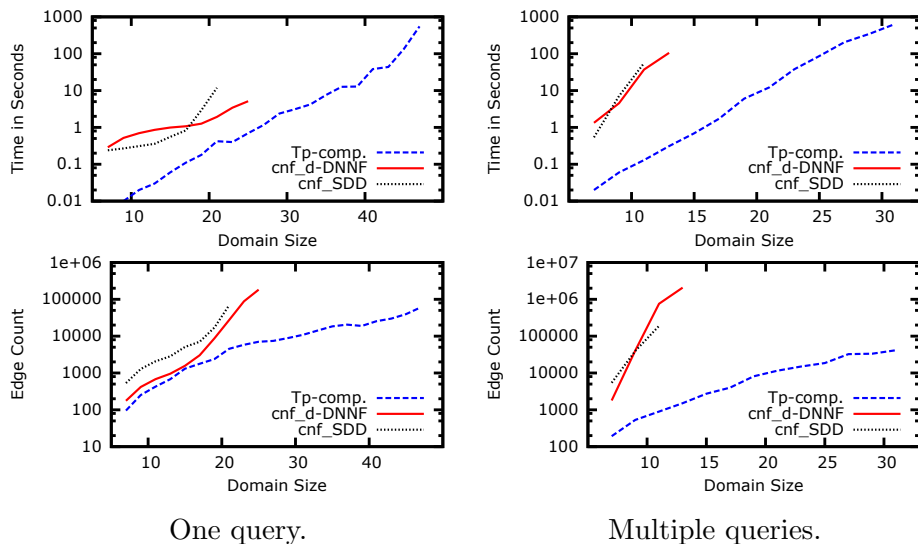 1000
100
10
1
0.1
0.01
Time in Seconds
10 20 30 40
Domain Size
Tp-comp.
cnf_d-DNNF
cnf_SDD
1000
100
10
1
0.1
0.01
Time in Seconds
10 15 20 25 30
Domain Size
Tp-comp.
cnf_d-DNNF
cnf_SDD
1e+06
100000
10000
1000
100
10
Edge Count
10 20 30 40
Domain Size
Tp-comp.
cnf_d-DNNF
cnf_SDD
1e+07
1e+06
100000
10000
1000
100
Edge Count
10 15 20 25 30
Domain Size
Tp-comp.
cnf_d-DNNF
cnf_SDD
One query.
Multiple queries.